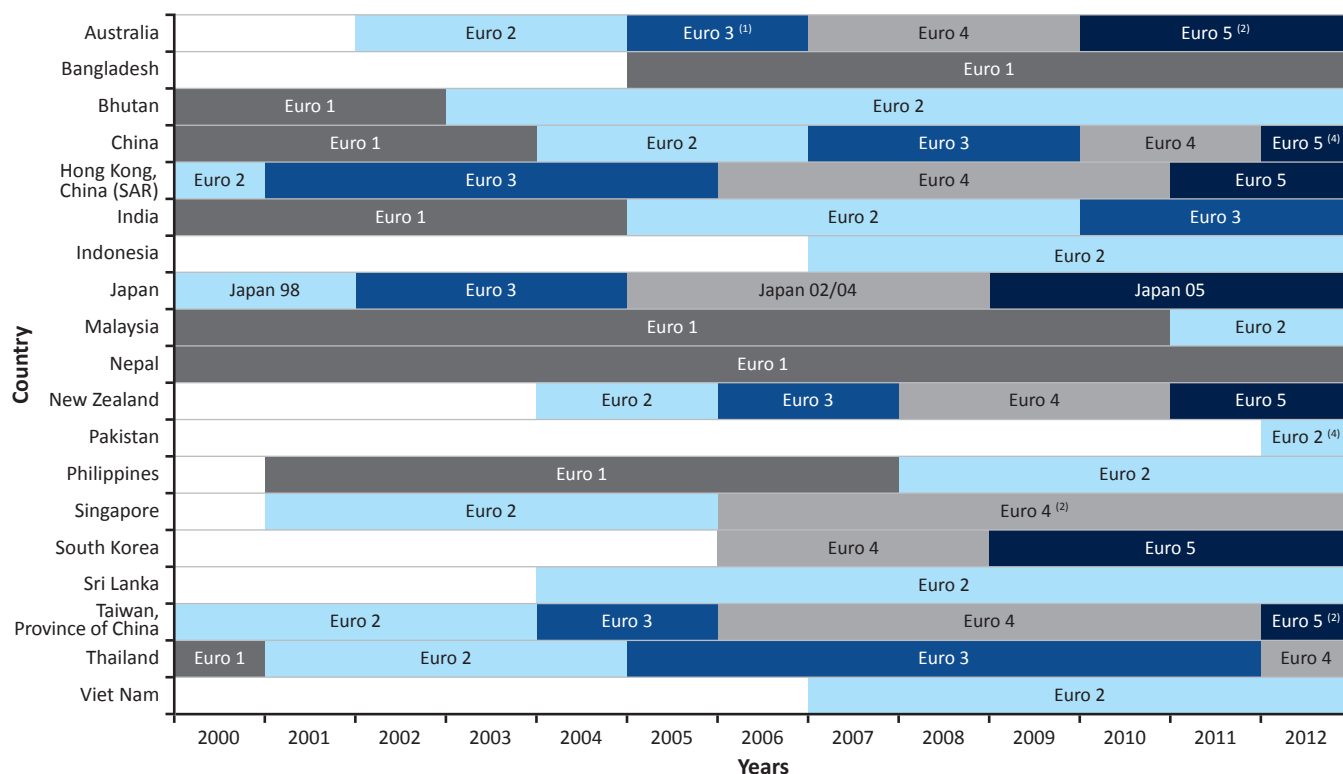 Australia Euro 2 Euro 3 (1) Euro 4 Euro 5 (2)
Bangladesh Euro 1
Bhutan Euro 1 Euro 2
China Euro 1 Euro 2 Euro 3 Euro 4 Euro 5 (4)
Hong Kong,
China (SAR) Euro 2 Euro 3 Euro 4 Euro 5
India Euro 1 Euro 2 Euro 3
Indonesia Euro 2
Japan Japan 98 Euro 3 Japan 02/04 Japan 05
Malaysia Euro 1 Euro 2
Nepal Euro 1
New Zealand Euro 2 Euro 3 Euro 4 Euro 5
Pakistan Euro 2 (4)
Philippines Euro 1 Euro 2
Singapore Euro 2 Euro 4 (2)
South Korea Euro 4 Euro 5
Sri Lanka Euro 2
Taiwan,
Province of China Euro 2 Euro 3 Euro 4 Euro 5 (2)
Thailand Euro 1 Euro 2 Euro 3 Euro 4
Viet Nam Euro 2
Country
2000 2001 2002 2003 2004 2005 2006 2007 2008 2009 2010 2011 2012
Years